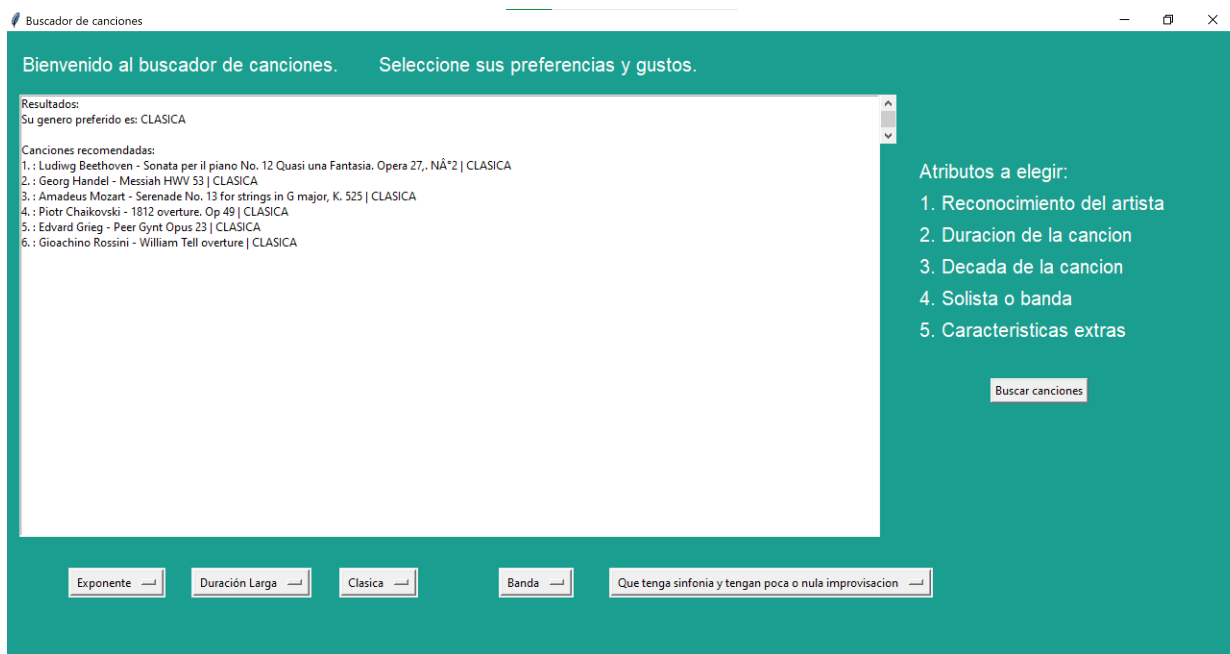 Buscador de canciones
Bienvenido al buscador de canciones. Seleccione sus preferencias y gustos.
Resultados:
Su genero preferido es: CLASICA
Canciones recomendadas:
1. : Ludiwg Beethoven - Sonata per il piano No. 12 Quasi una Fantasia. Opera 27,. NÂ°2 | CLASICA
2. : Georg Handel - Messiah HWV 53 | CLASICA
3. : Amadeus Mozart - Serenade No. 13 for strings in G major, K. 525 | CLASICA
4. : Piotr Chaikovski - 1812 overture. Op 49 | CLASICA
5. : Edvard Grieg - Peer Gynt Opus 23 | CLASICA
6. : Gioachino Rossini - William Tell overture | CLASICA
Atributos a elegir:
1. Reconocimiento del artista
2. Duracion de la cancion
3. Decada de la cancion
4. Solista o banda
5. Caracteristicas extras
Buscar canciones
Exponente Duración Larga Clasica Banda Que tenga sinfonia y tengan poca o nula improvisacion